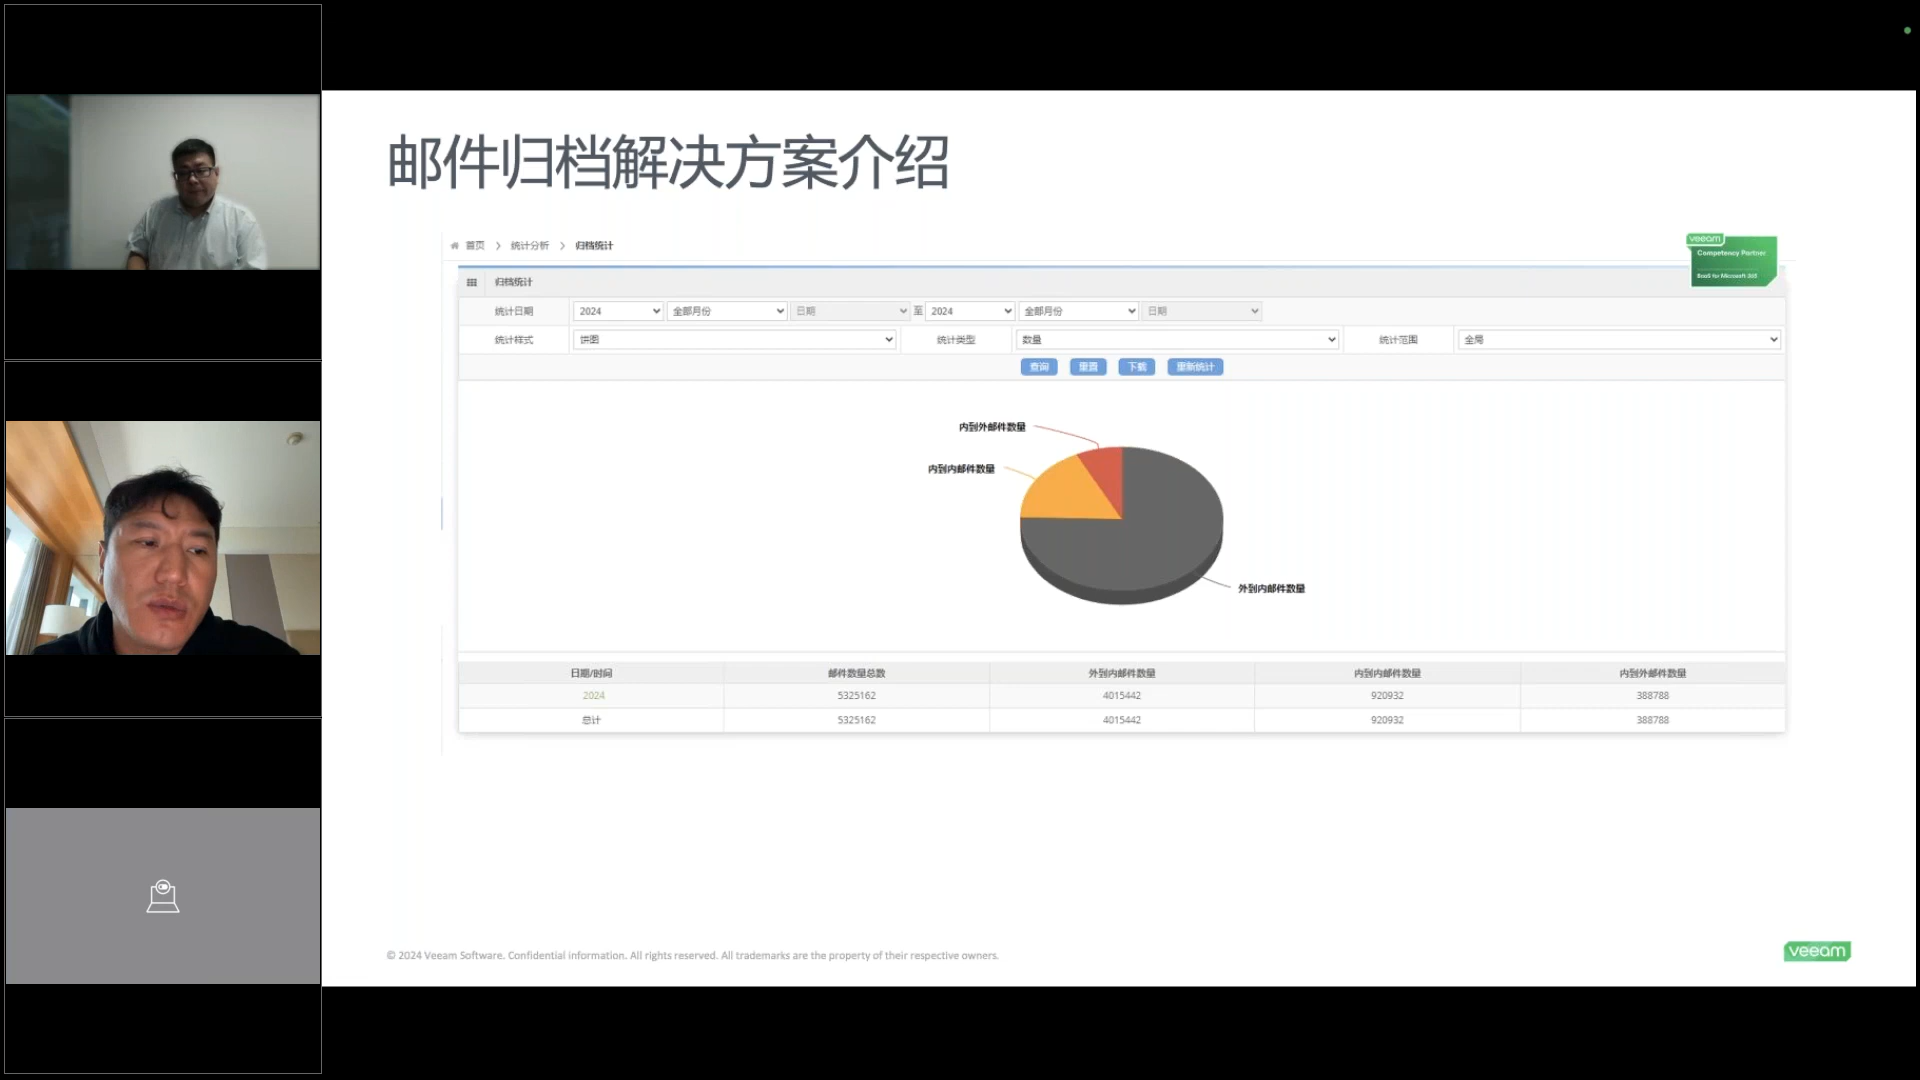 邮件归档解决方案介绍
首页 > 统计分析 > 归档统计
veeam
Competency Partner
BaaS for Microsoft 365
归档统计
统计日期 2024 全部月份 日期 至 2024 全部月份 日期
统计样式 饼图 统计类型 数量 统计范围 全局
查询 重置 下载 重新统计
内到外邮件数量
内到内邮件数量
外到内邮件数量
日期/时间 邮件数量总数 外到内邮件数量 内到内邮件数量 内到外邮件数量
2024 5325162 4015442 920932 388788
总计 5325162 4015442 920932 388788
© 2024 Veeam Software. Confidential information. All rights reserved. All trademarks are the property of their respective owners.
veeam